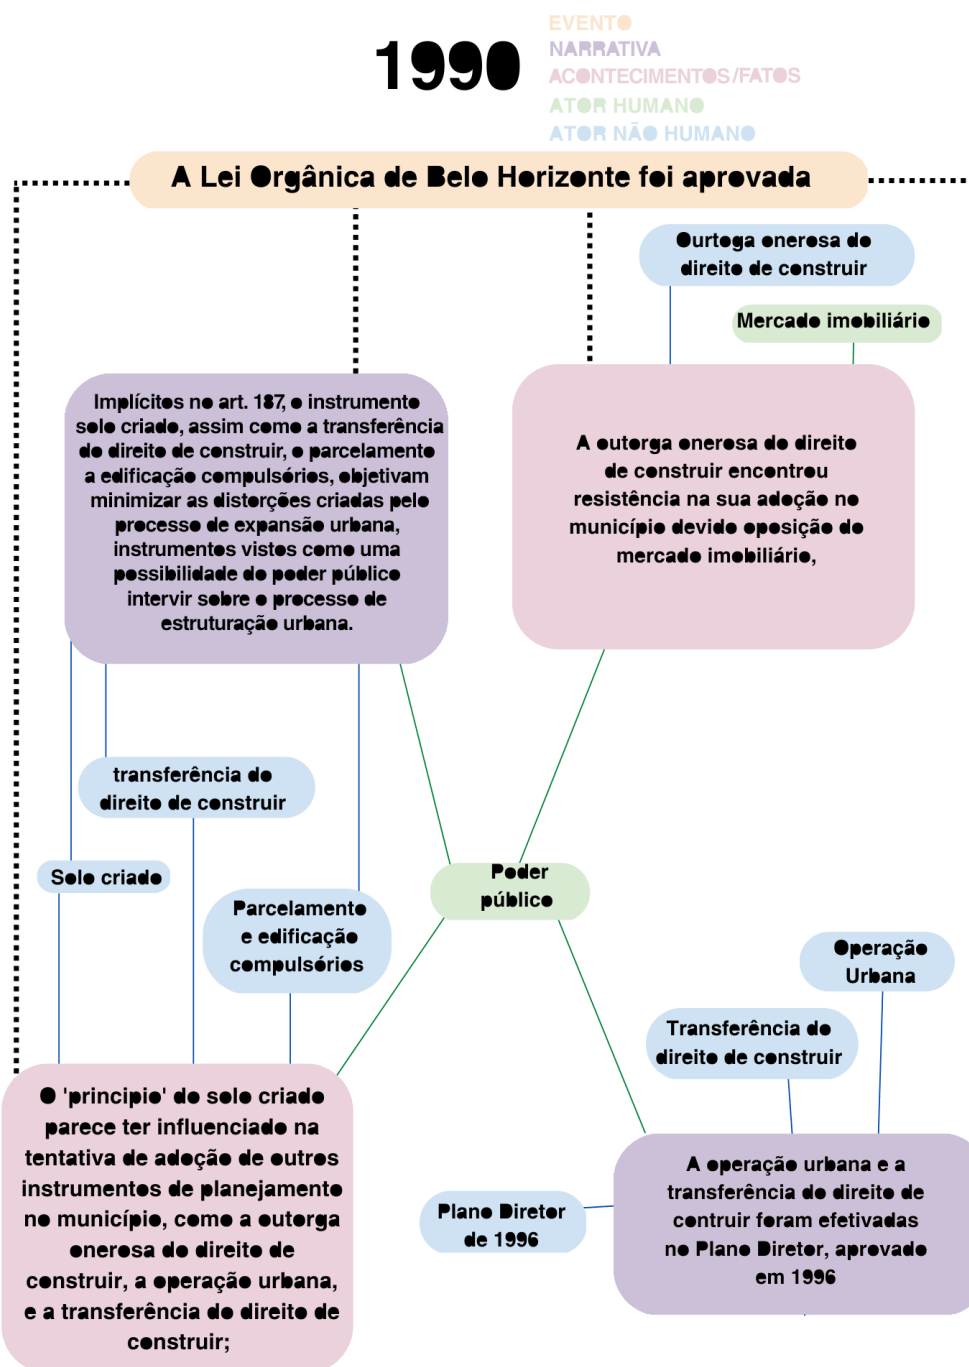 1990
EVENTO
NARRATIVA
ACONTECIMENTOS/FATOS
ATOR HUMANO
ATOR NÃO HUMANO
A Lei Orgânica de Belo Horizonte foi aprovada
Ourtoga onerosa do
direito de construir
Mercado imobiliário
Implícitos no art. 187, o instrumento
solo criado, assim como a transferência
do direito de construir, o parcelamento
a edificação compulsórios, objetivam
minimizar as distorções criadas pelo
processo de expansão urbana,
instrumentos vistos como uma
possibilidade do poder público
intervir sobre o processo de
estruturação urbana.
A outorga onerosa do direito
de construir encontrou
resistência na sua adoção no
município devido oposição do
mercado imobiliário,
transferência do
direito de construir
Solo criado
Parcelamento
e edificação
compulsórios
Poder
público
Operação
Urbana
Transferência do
direito de construir
O 'principio' do solo criado
parece ter influenciado na
tentativa de adoção de outros
instrumentos de planejamento
no município, como a outorga
onerosa do direito de
construir, a operação urbana,
e a transferência do direito de
construir;
Plano Diretor
de 1996
A operação urbana e a
transferência do direito de
contruir foram efetivadas
no Plano Diretor, aprovado
em 1996